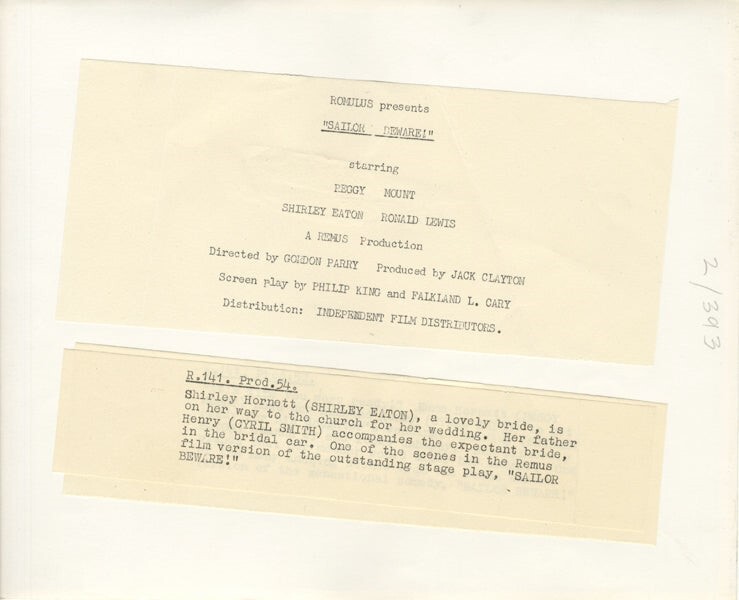 ROMULUS presents
"SAILOR BEWARE!"
starring
PEGGY MOUNT
SHIRLEY EATON RONALD LEWIS
A REMUS Production
Directed by GORDON PARRY Produced by JACK CLAYTON
Screen play by PHILIP KING and FALKLAND L. CARY
Distribution: INDEPENDENT FILM DISTRIBUTORS.
2/393
R.141. Prod.54.
Shirley Hornett (SHIRLEY EATON), a lovely bride, is
on her way to the church for her wedding. Her father
Henry (CYRIL SMITH) accompanies the expectant bride,
in the bridal car. One of the scenes in the Remus
film version of the outstanding stage play, "SAILOR
BEWARE!"